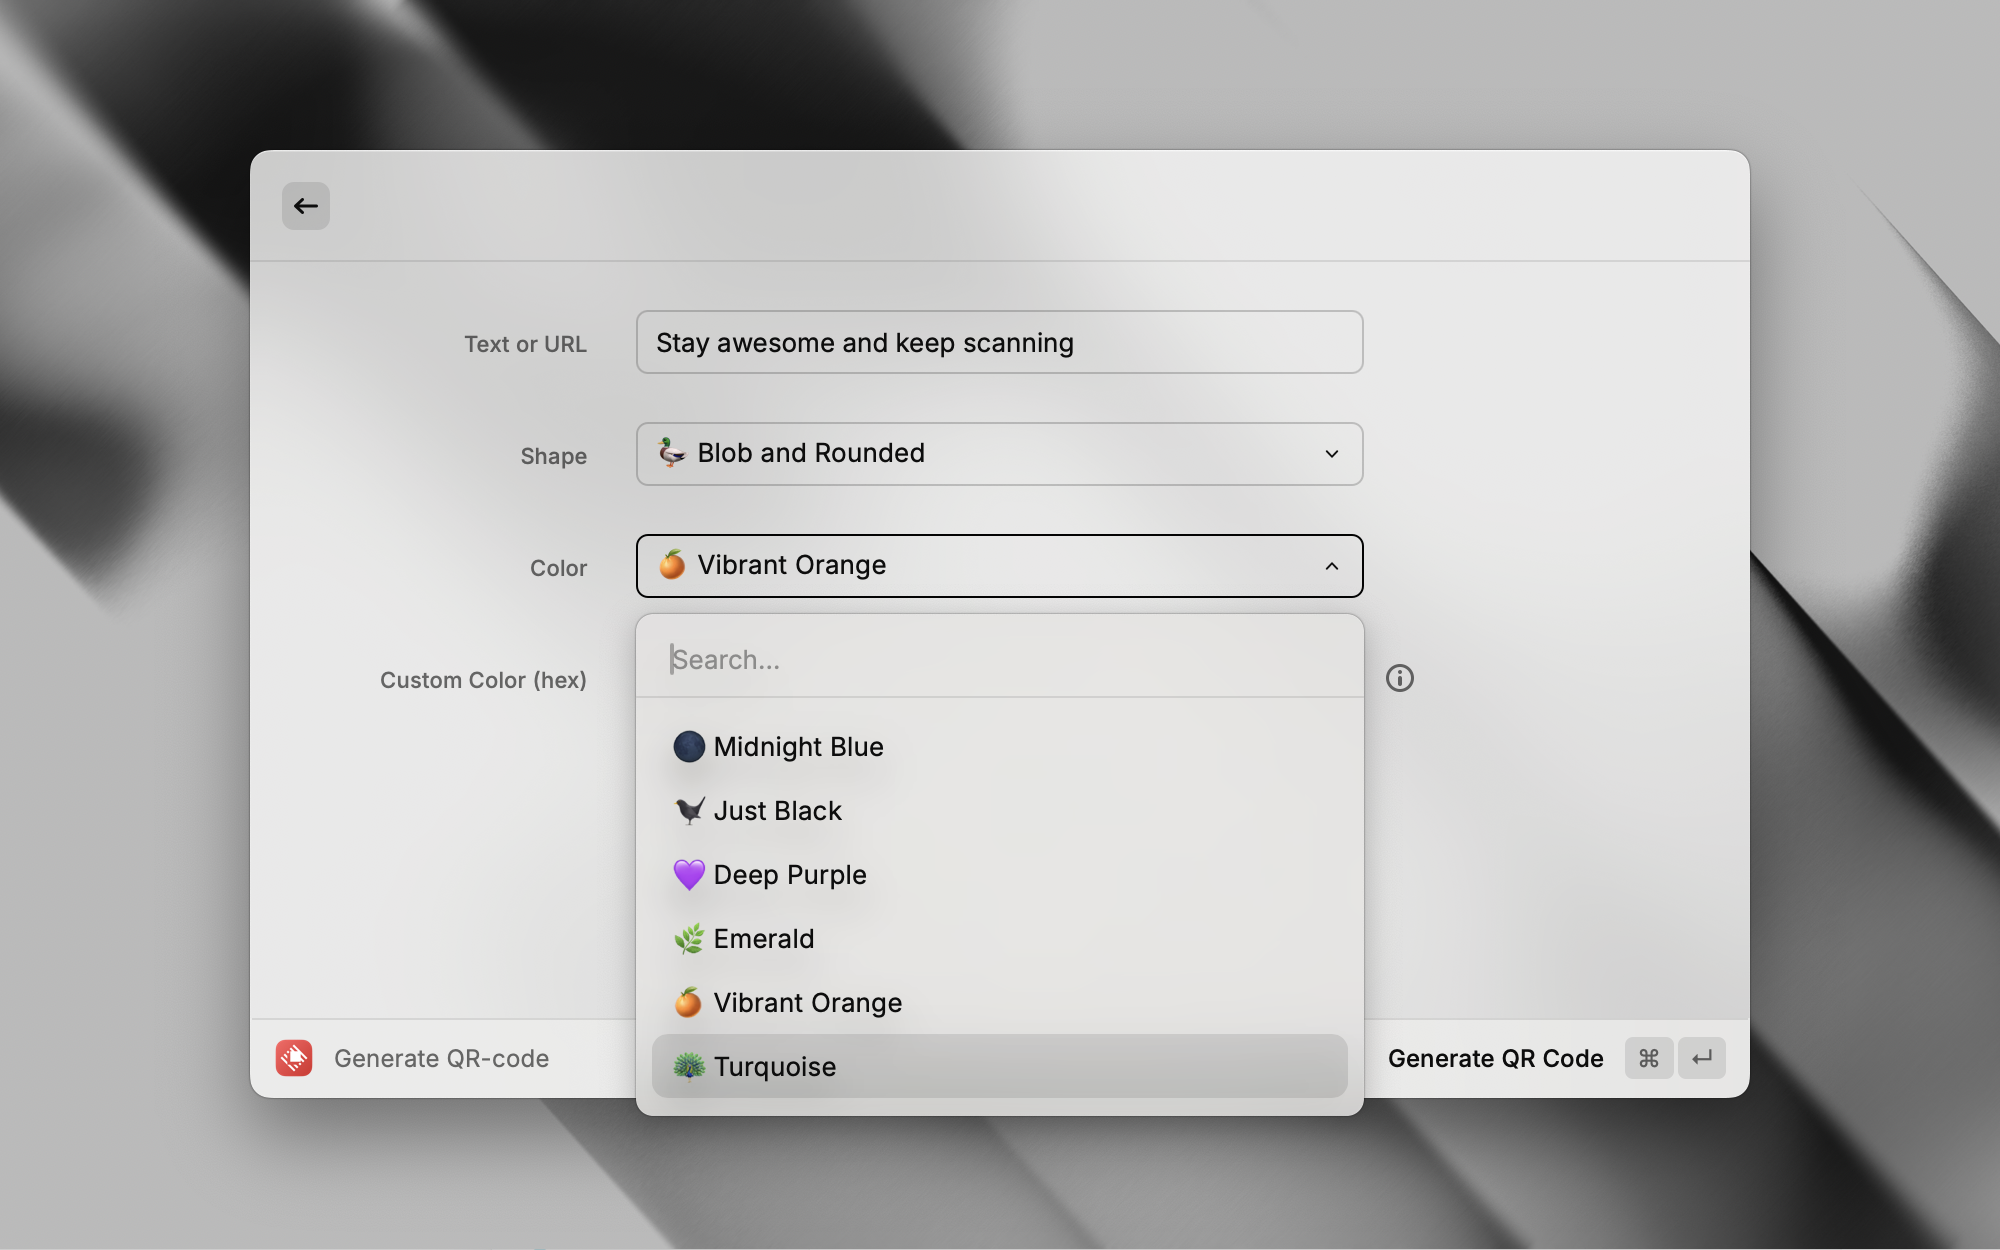 Text or URL
Stay awesome and keep scanning
Shape
Blob and Rounded
Color
Vibrant Orange
Custom Color (hex)
Search...
Midnight Blue
Just Black
Deep Purple
Emerald
Vibrant Orange
Turquoise
Generate QR-code
Generate QR Code ⌘ ↵